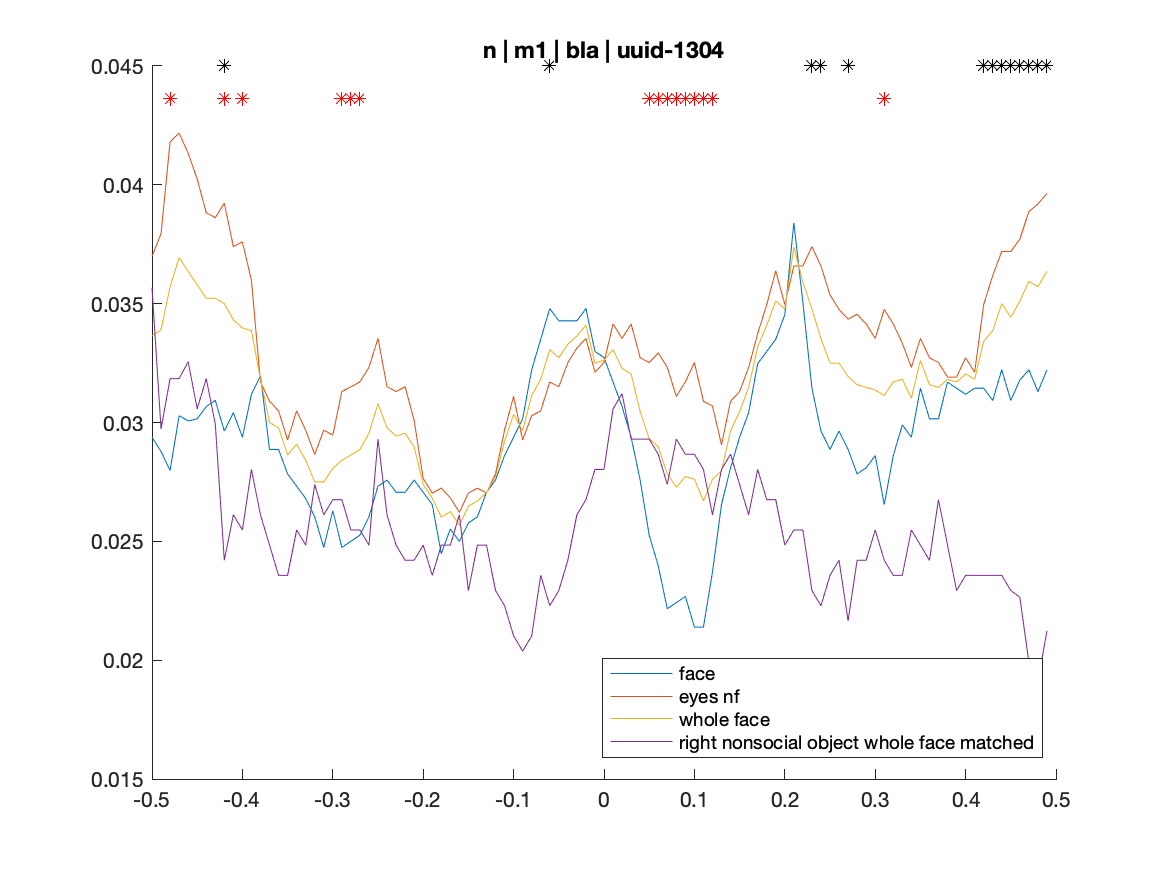 n | m1 | bla | uuid-1304
0.045
0.04
0.035
0.03
0.025
0.02
0.015
-0.5 -0.4 -0.3 -0.2 -0.1 0 0.1 0.2 0.3 0.4 0.5
face
eyes nf
whole face
right nonsocial object whole face matched